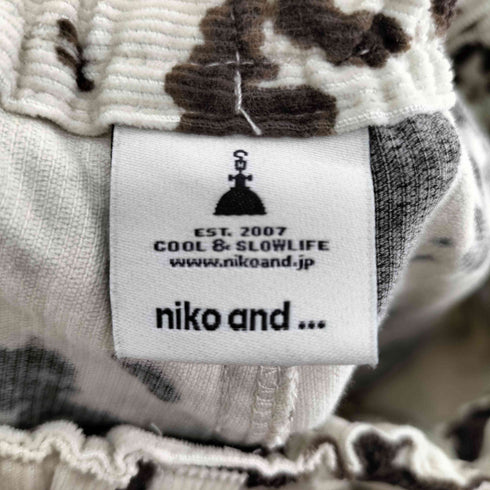 EST. 2007
COOL & SLOWLIFE
www.nikoand.jp
niko and ...